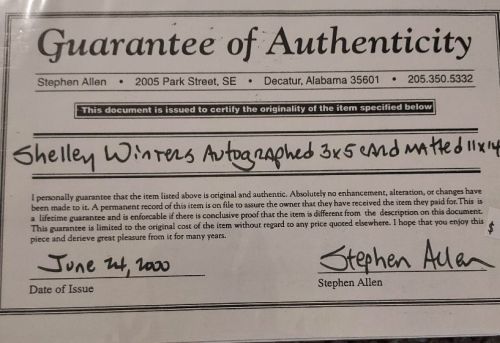 Guarantee of Authenticity
Stephen Allen • 2005 Park Street, SE • Decatur, Alabama 35601 • 205.350.5332
This document is issued to certify the originality of the item specified below
Shelley Winters Autographed 3x5 card matted 11x14
I personally guarantee that the item listed above is original and authentic. Absolutely no enhancement, alteration, or changes have
been made to it. A permanent record of this item is on file to assure the owner that they have received the item they paid for.This is
a lifetime guarantee and is enforcable if there is conclusive proof that the item is different from the description on this document.
This guarantee is limited to the original cost of the item without regard to any price quoted elsewhere. I hope that you enjoy this
piece and derieve great pleasure from it for many years.
$
June 24, 2000
Stephen Allen
Date of Issue
Stephen Allen